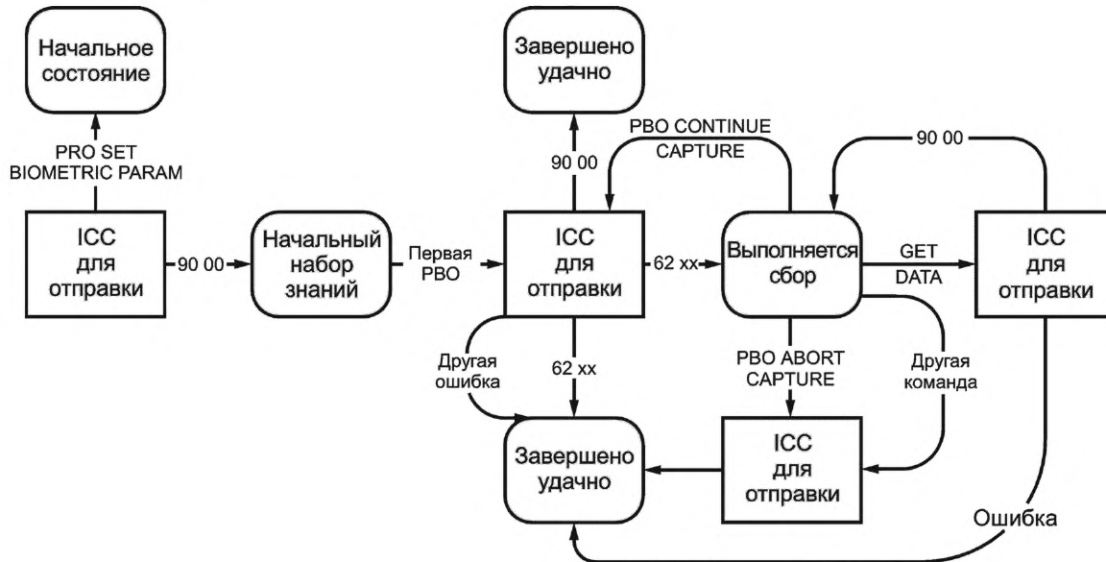 Начальное
состояние
Завершено
удачно
PBO CONTINUE
CAPTURE
90 00
PRO SET
BIOMETRIC PARAM
90 00
ICC
для
отправки
90 00
Начальный
набор
знаний
Первая
PBO
ICC
для
отправки
62 xx
Выполняется
сбор
GET
DATA
ICC
для
отправки
Другая
ошибка
62 xx
PBO ABORT
CAPTURE
Другая
команда
Завершено
удачно
ICC
для
отправки
Ошибка